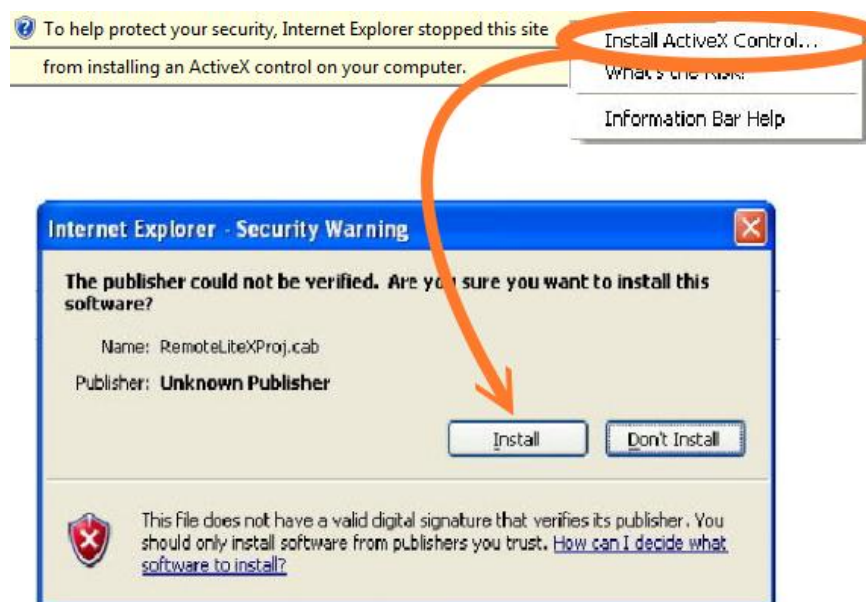 To help protect your security, Internet Explorer stopped this site
from installing an ActiveX control on your computer.
Install ActiveX Control...
What's the Risk?
Information Bar Help
Internet Explorer - Security Warning
The publisher could not be verified. Are you sure you want to install this
software?
Name: RemoteLiteXProj.cab
Publisher: Unknown Publisher
Install
Don't Install
This file does not have a valid digital signature that verifies its publisher. You
should only install software from publishers you trust. How can I decide what
software to install?